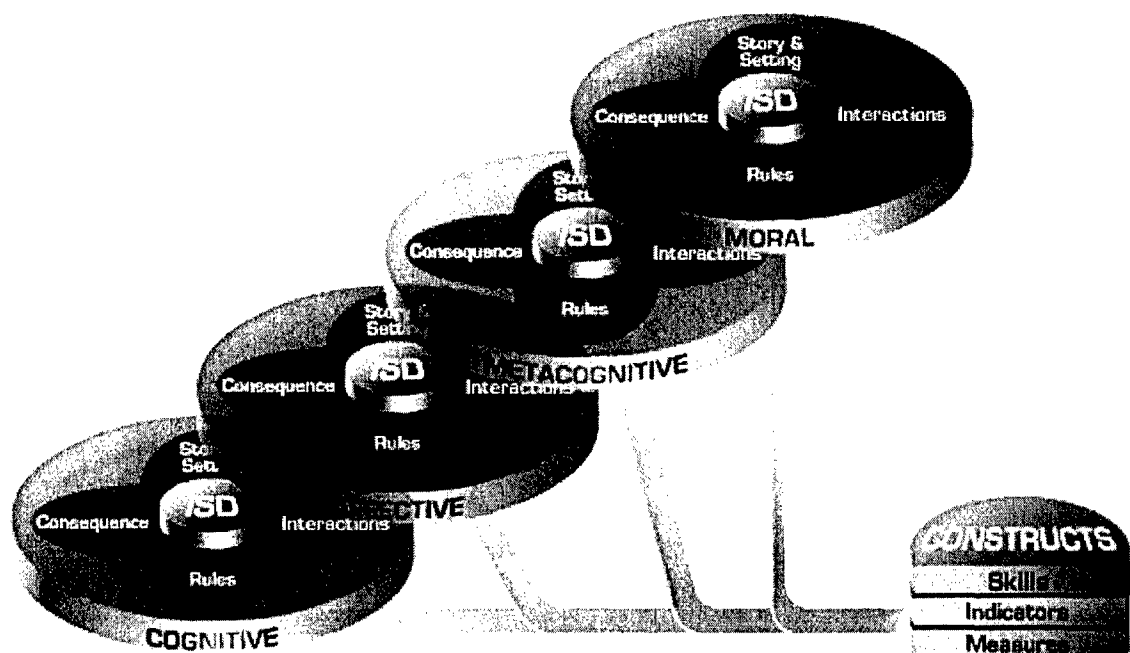 Story &
Setting
Consequence
ISD
Interactions
Rules
MORAL
Consequence
ISD
Interactions
Rules
METACOGNITIVE
Consequence
ISD
Interactions
Rules
Consequence
ISD
Interactions
Rules
COGNITIVE
CONSTRUCTS
Skills
Indicators
Measures